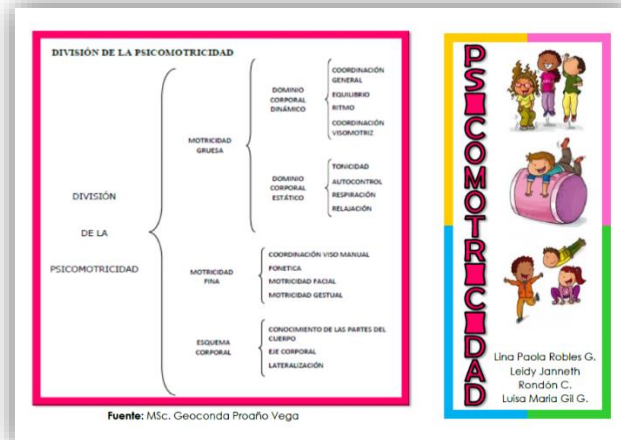 DIVISIÓN DE LA PSICOMOTRICIDAD
DIVISIÓN
DE LA
PSICOMOTRICIDAD
MOTRICIDAD
GRUESA
DOMINIO
CORPORAL
DINÁMICO
COORDINACIÓN
GENERAL
EQUILIBRIO
RITMO
COORDINACIÓN
VISOMOTRIZ
DOMINIO
CORPORAL
ESTÁTICO
TONICIDAD
AUTOCONTROL
RESPIRACIÓN
RELAJACIÓN
MOTRICIDAD
FINA
COORDINACIÓN VISO MANUAL
FONETICA
MOTRICIDAD FACIAL
MOTRICIDAD GESTUAL
ESQUEMA
CORPORAL
CONOCIMIENTO DE LAS PARTES DEL
CUERPO
EJE CORPORAL
LATERALIZACIÓN
Fuente: MSc. Geoconda Proaño Vega
PSICOMOTRICIDAD
Lina Paola Robles G.
Leidy Janneth
Rondón C.
Luisa Maria Gil G.